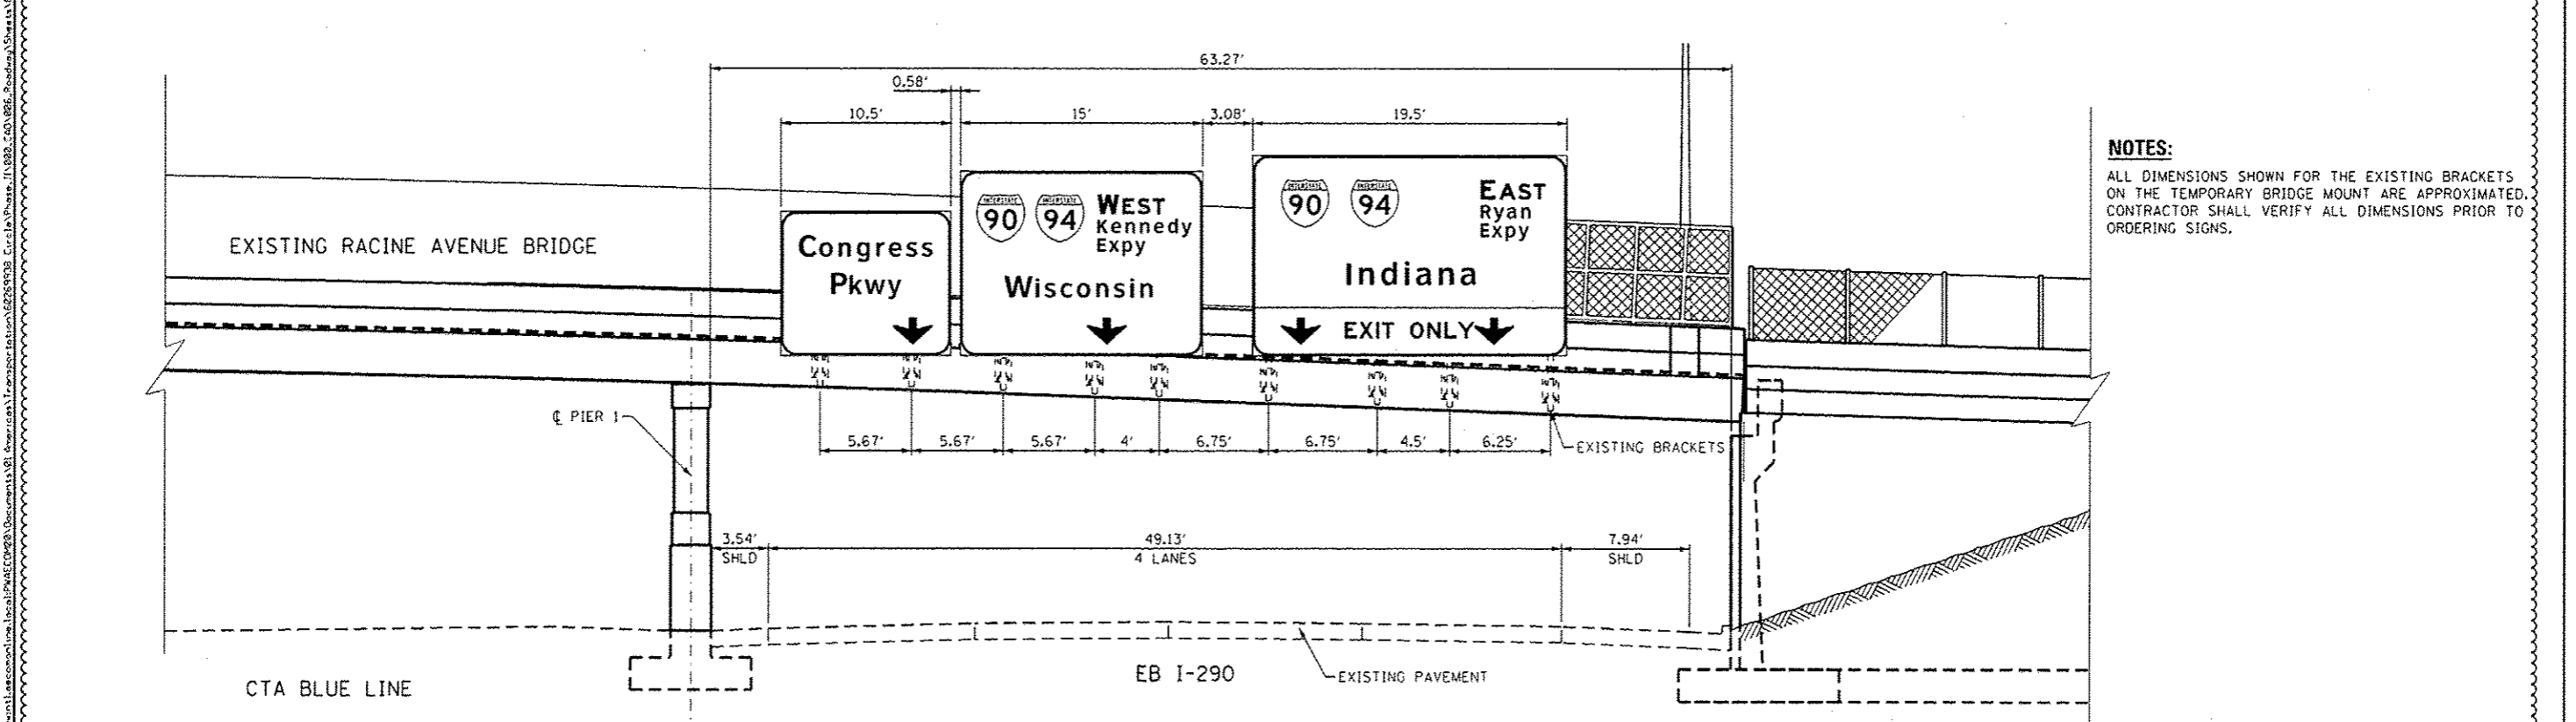 63.27'
0.58'
10.5'
15'
3.08'
19.5'
NOTES:
ALL DIMENSIONS SHOWN FOR THE EXISTING BRACKETS
ON THE TEMPORARY BRIDGE MOUNT ARE APPROXIMATED.
CONTRACTOR SHALL VERIFY ALL DIMENSIONS PRIOR TO
ORDERING SIGNS.
EXISTING RACINE AVENUE BRIDGE
Congress
Pkwy
INTERSTATE
90
INTERSTATE
94
WEST
Kennedy
Expy
Wisconsin
INTERSTATE
90
INTERSTATE
94
EAST
Ryan
Expy
Indiana
EXIT ONLY
℄ PIER 1
5.67'
5.67'
5.67'
4'
6.75'
6.75'
4.5'
6.25'
EXISTING BRACKETS
3.54'
SHLD
49.13'
4 LANES
7.94'
SHLD
CTA BLUE LINE
EB I-290
EXISTING PAVEMENT